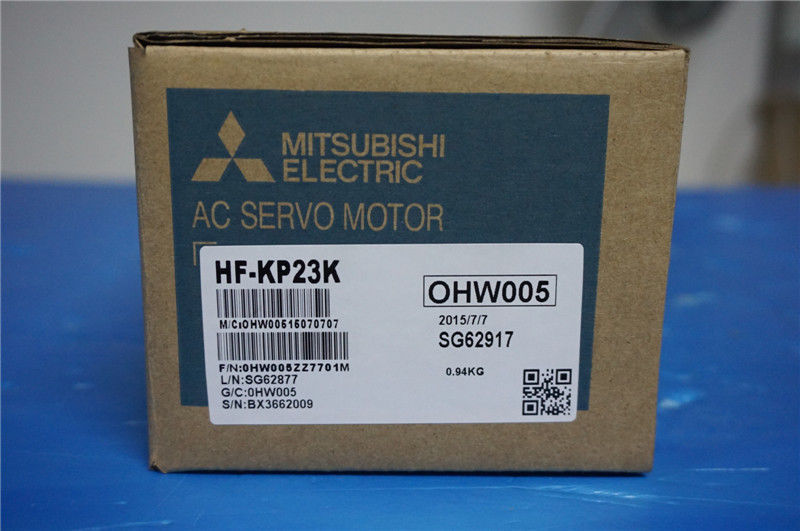 MITSUBISHI
ELECTRIC
AC SERVO MOTOR
HF-KP23K
OHW005
M/C:OHW00515070707
2015/7/7
SG62917
F/N:0HW005ZZ7701M
L/N:SG62877
0.94KG
G/C:0HW005
S/N:BX3662009